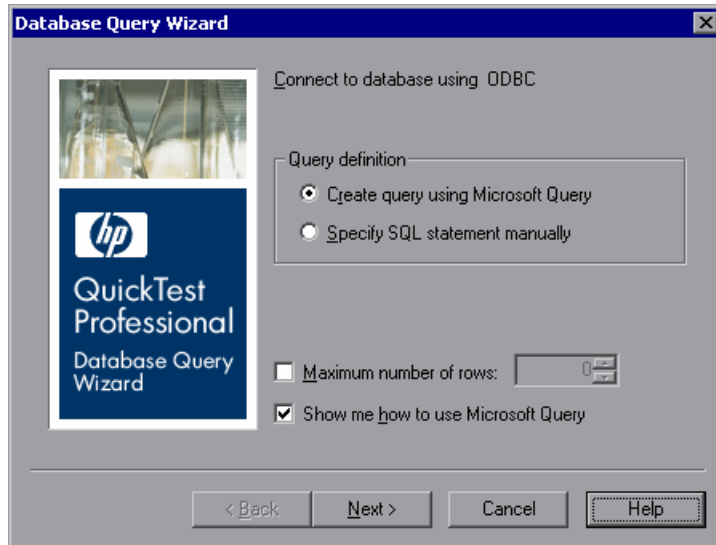 Database Query Wizard
Connect to database using ODBC
Query definition
Create query using Microsoft Query
Specify SQL statement manually
hp
QuickTest
Professional
Database Query
Wizard
Maximum number of rows: 0
Show me how to use Microsoft Query
< Back Next > Cancel Help